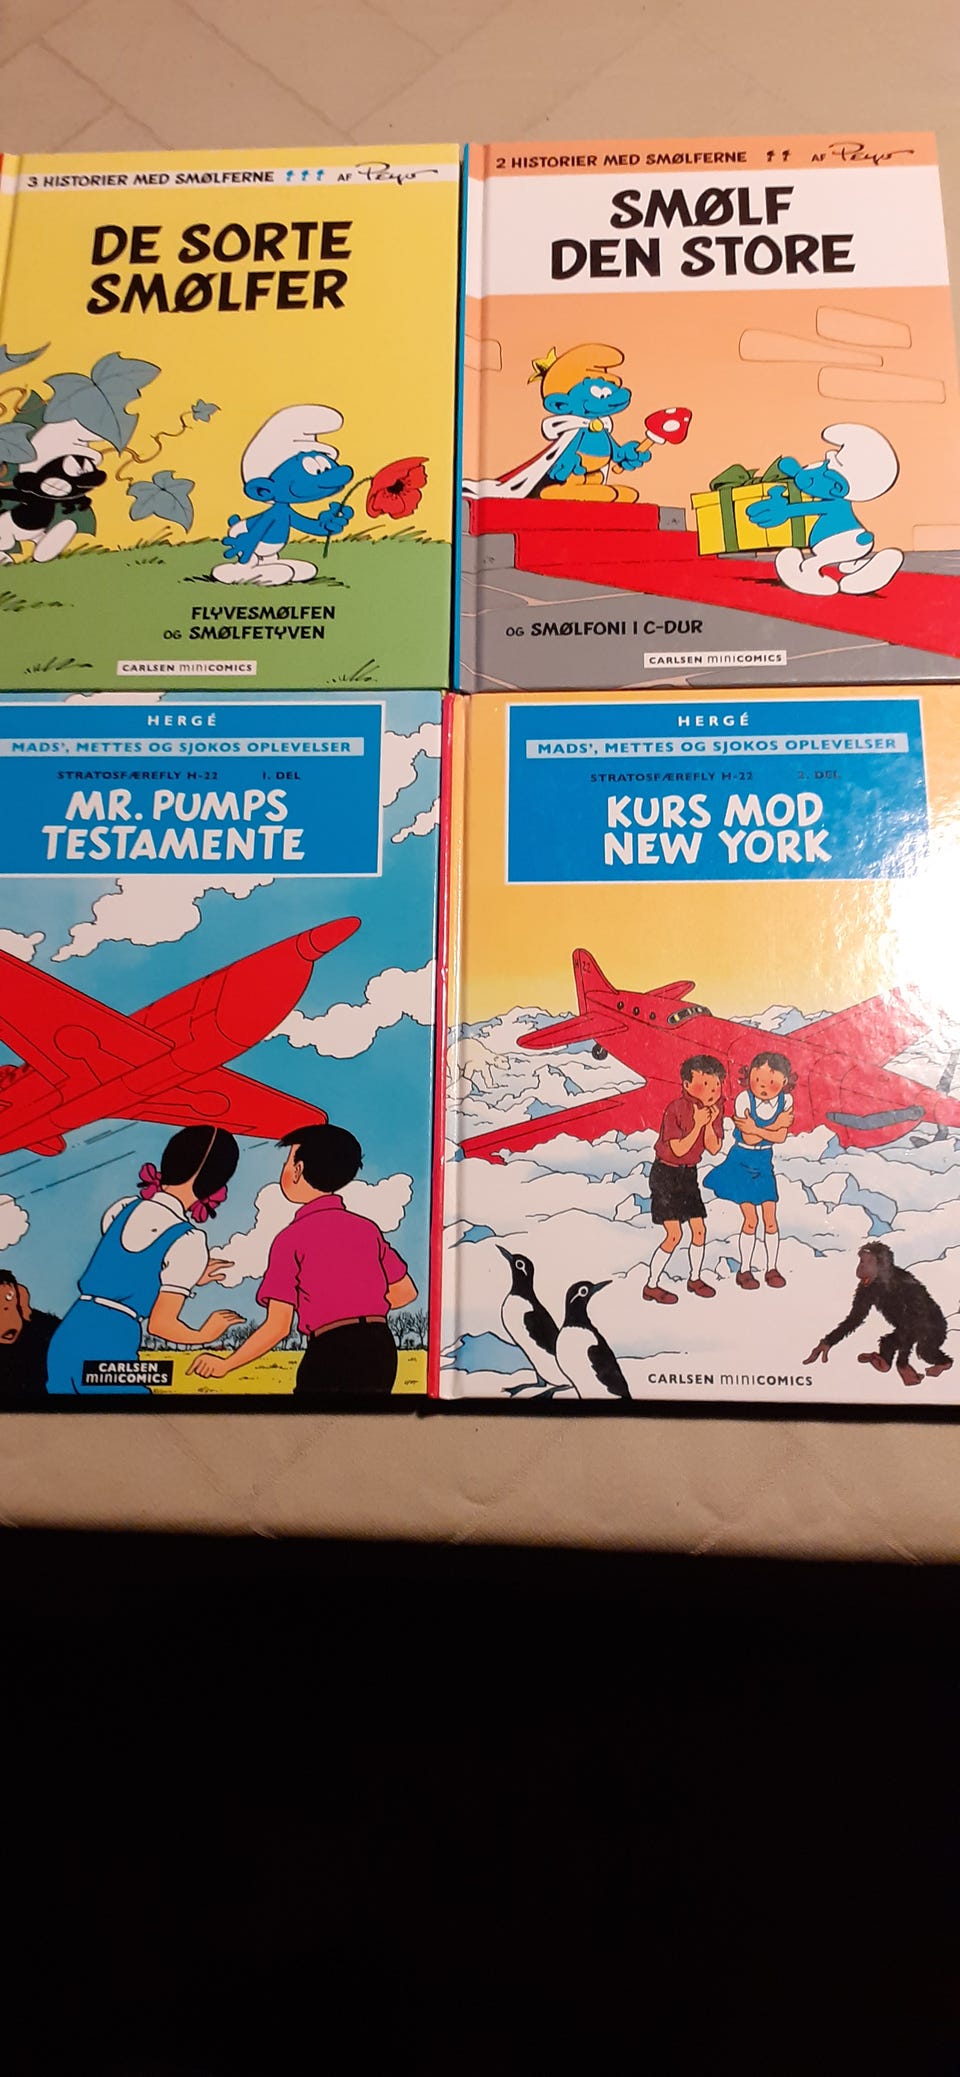 3 HISTORIER MED SMØLFERNE AF Peyo
DE SORTE
SMØLFER
FLYVESMØLFEN
OG SMØLFETYVEN
CARLSEN MINICOMICS
2 HISTORIER MED SMØLFERNE AF Peyo
SMØLF
DEN STORE
OG SMØLFONI I C-DUR
CARLSEN MINICOMICS
HERGÉ
MADS', METTES OG SJOKOS OPLEVELSER
STRATOSFÆREFLY H-22 1. DEL
MR. PUMPS
TESTAMENTE
CARLSEN
MINICOMICS
HERGÉ
MADS', METTES OG SJOKOS OPLEVELSER
STRATOSFÆREFLY H-22 2. DEL
KURS MOD
NEW YORK
H 22
CARLSEN MINICOMICS